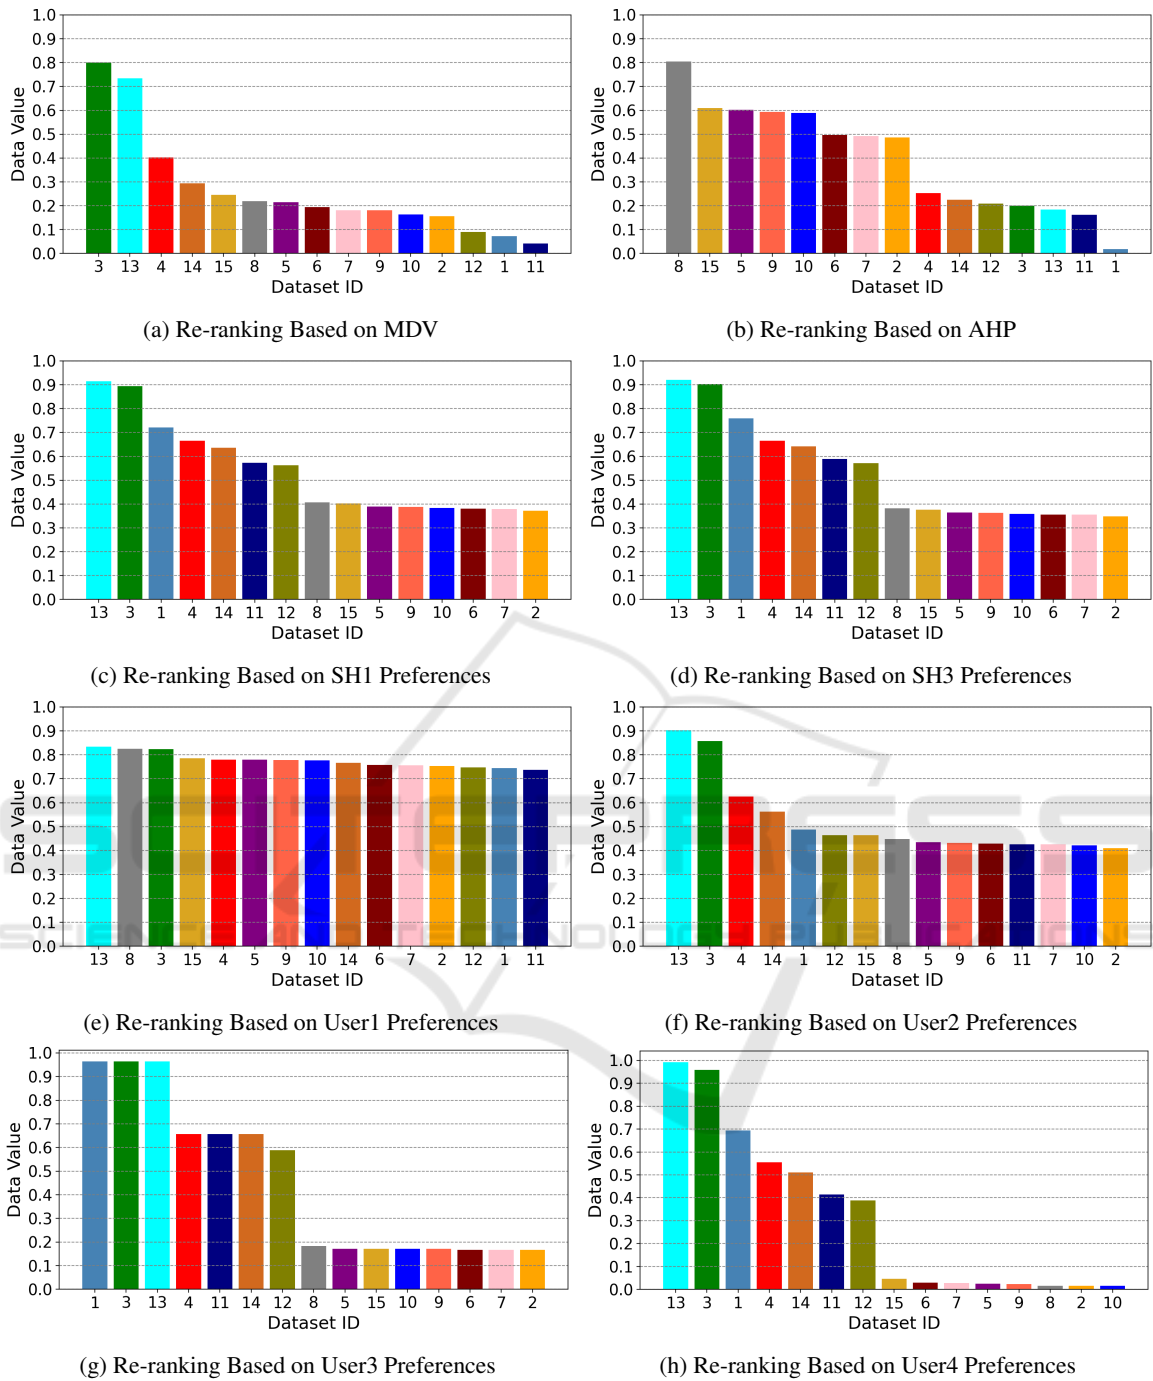 1.0
0.9
0.8
0.7
0.6
0.5
0.4
0.3
0.2
0.1
0.0
Data Value
3 13 4 14 15 8 5 6 7 9 10 2 12 1 11
Dataset ID
(a) Re-ranking Based on MDV
1.0
0.9
0.8
0.7
0.6
0.5
0.4
0.3
0.2
0.1
0.0
Data Value
8 15 5 9 10 6 7 2 4 14 12 3 13 11 1
Dataset ID
(b) Re-ranking Based on AHP
1.0
0.9
0.8
0.7
0.6
0.5
0.4
0.3
0.2
0.1
0.0
Data Value
13 3 1 4 14 11 12 8 15 5 9 10 6 7 2
Dataset ID
(c) Re-ranking Based on SH1 Preferences
1.0
0.9
0.8
0.7
0.6
0.5
0.4
0.3
0.2
0.1
0.0
Data Value
13 3 1 4 14 11 12 8 15 5 9 10 6 7 2
Dataset ID
(d) Re-ranking Based on SH3 Preferences
1.0
0.9
0.8
0.7
0.6
0.5
0.4
0.3
0.2
0.1
0.0
Data Value
13 8 3 15 4 5 9 10 14 6 7 2 12 1 11
Dataset ID
(e) Re-ranking Based on User1 Preferences
1.0
0.9
0.8
0.7
0.6
0.5
0.4
0.3
0.2
0.1
0.0
Data Value
13 3 4 14 1 12 15 8 5 9 6 11 7 10 2
Dataset ID
(f) Re-ranking Based on User2 Preferences
SCITEPRESS
SCIENCE AND TECHNOLOGY PUBLICATIONS
1.0
0.9
0.8
0.7
0.6
0.5
0.4
0.3
0.2
0.1
0.0
Data Value
1 3 13 4 11 14 12 8 5 15 10 9 6 7 2
Dataset ID
(g) Re-ranking Based on User3 Preferences
1.0
0.9
0.8
0.7
0.6
0.5
0.4
0.3
0.2
0.1
0.0
Data Value
13 3 1 4 14 11 12 15 6 7 5 9 8 2 10
Dataset ID
(h) Re-ranking Based on User4 Preferences